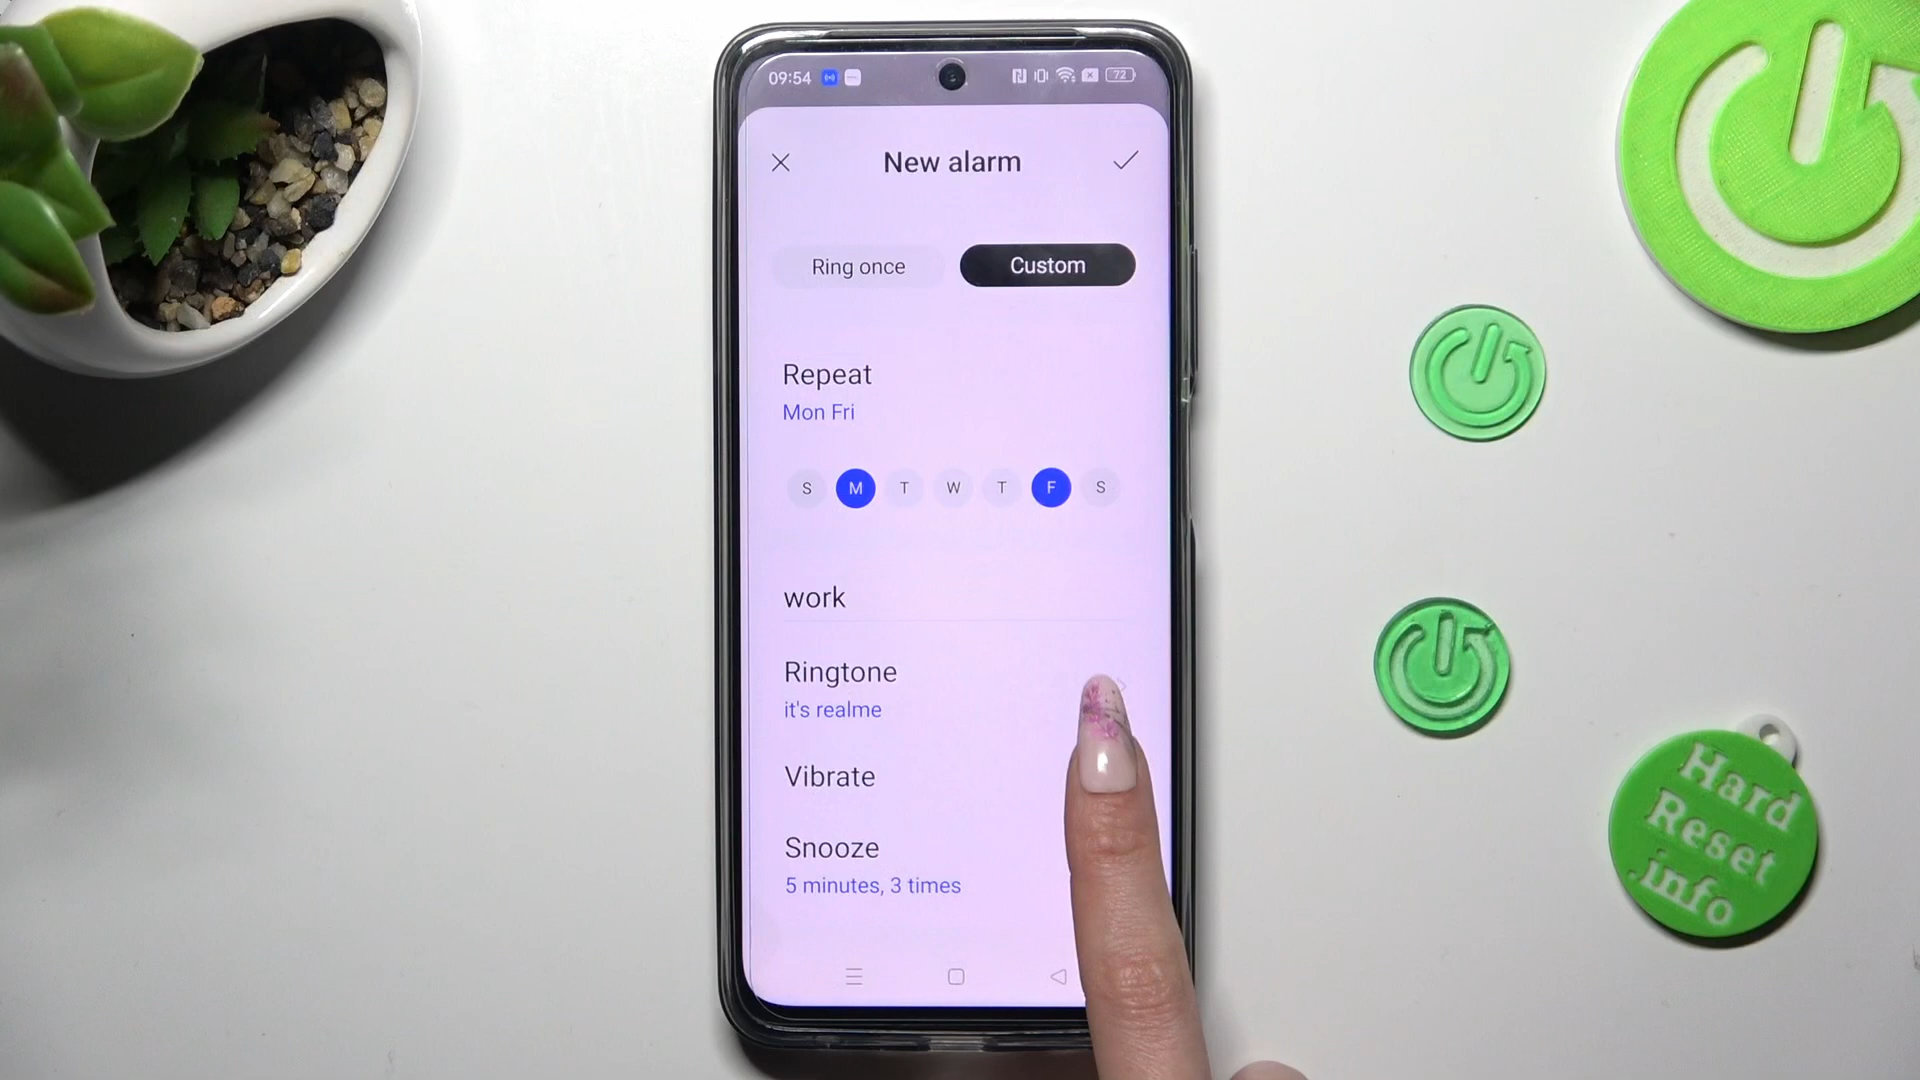 09:54
72
New alarm
Ring once
Custom
Repeat
Mon Fri
S M T W T F S
work
Ringtone
it's realme
Vibrate
Snooze
5 minutes, 3 times
Hard
Reset
.info